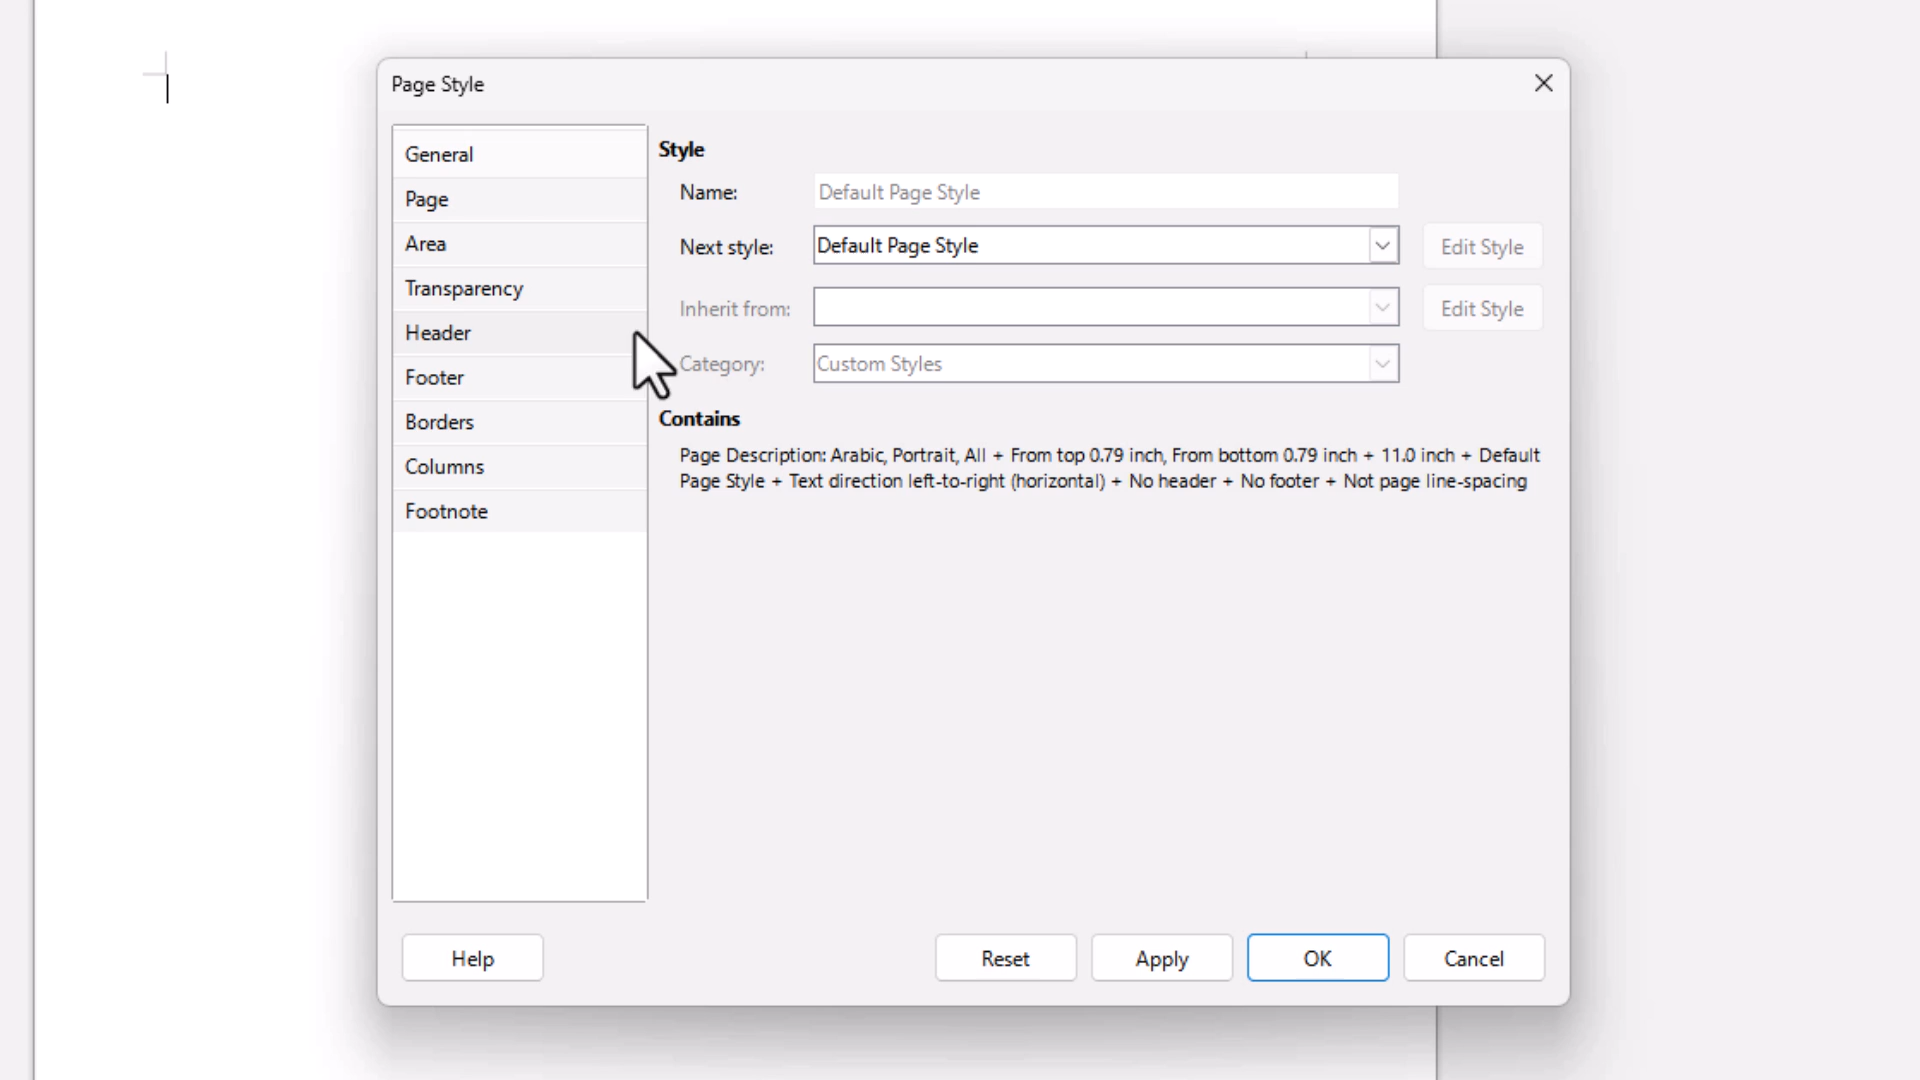 Page Style
General
Page
Area
Transparency
Header
Footer
Borders
Columns
Footnote
Style
Name: Default Page Style
Next style: Default Page Style Edit Style
Inherit from: Edit Style
Category: Custom Styles
Contains
Page Description: Arabic, Portrait, All + From top 0.79 inch, From bottom 0.79 inch + 11.0 inch + Default
Page Style + Text direction left-to-right (horizontal) + No header + No footer + Not page line-spacing
Help Reset Apply OK Cancel